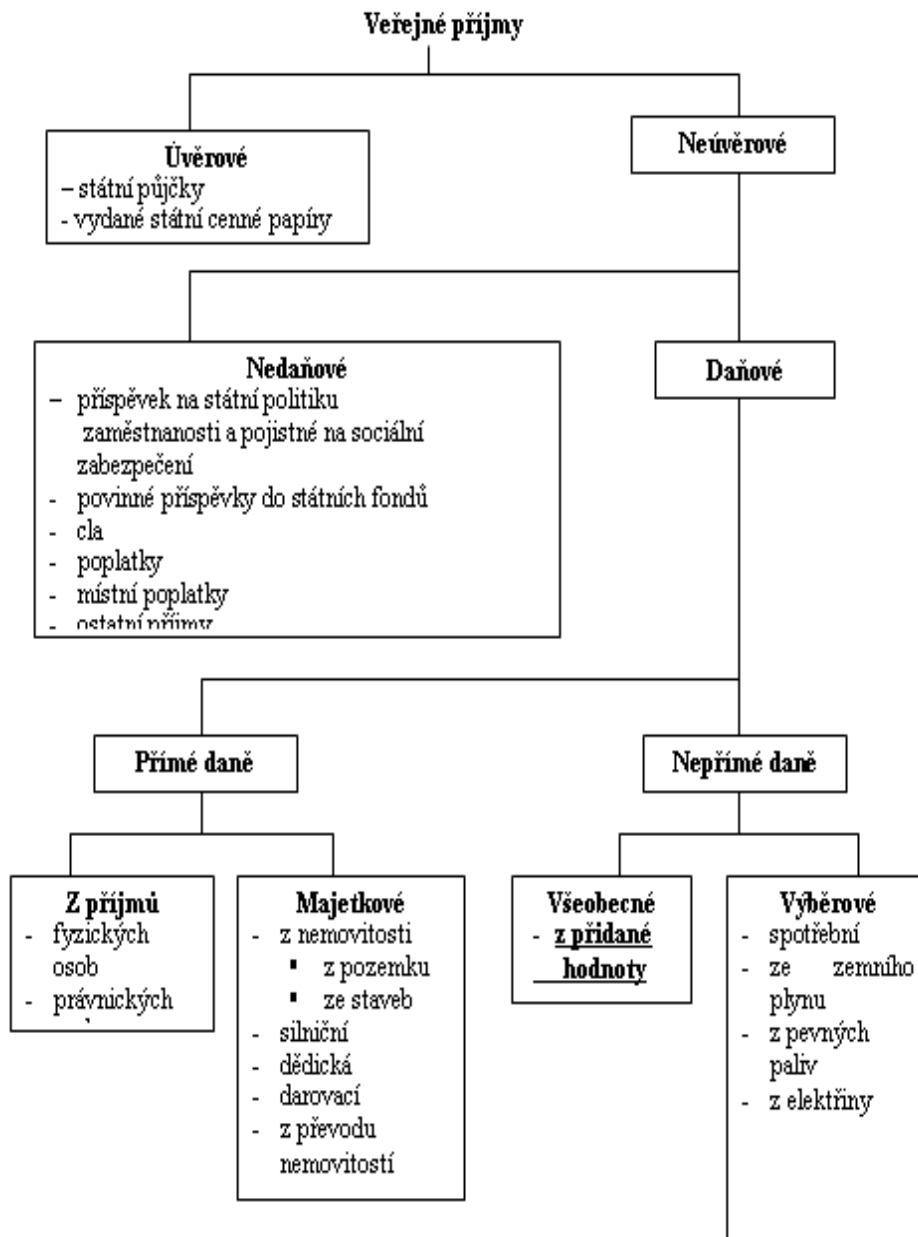 Veřejné příjmy
Úvěrové
– státní půjčky
- vydané státní cenné papíry
Neúvěrové
Nedaňové
– příspěvek na státní politiku
zaměstnanosti a pojistné na sociální
zabezpečení
- povinné příspěvky do státních fondů
- cla
- poplatky
- místní poplatky
- ostatní příjmy
Daňové
Přímé daně
Nepřímé daně
Z příjmů
- fyzických
osob
- právnických
Majetkové
- z nemovitosti
▪ z pozemku
▪ ze staveb
- silniční
- dědická
- darovací
- z převodu
nemovitostí
Všeobecné
- z přidané
hodnoty
Výběrové
- spotřební
- ze zemního
plynu
- z pevných
paliv
- z elektřiny